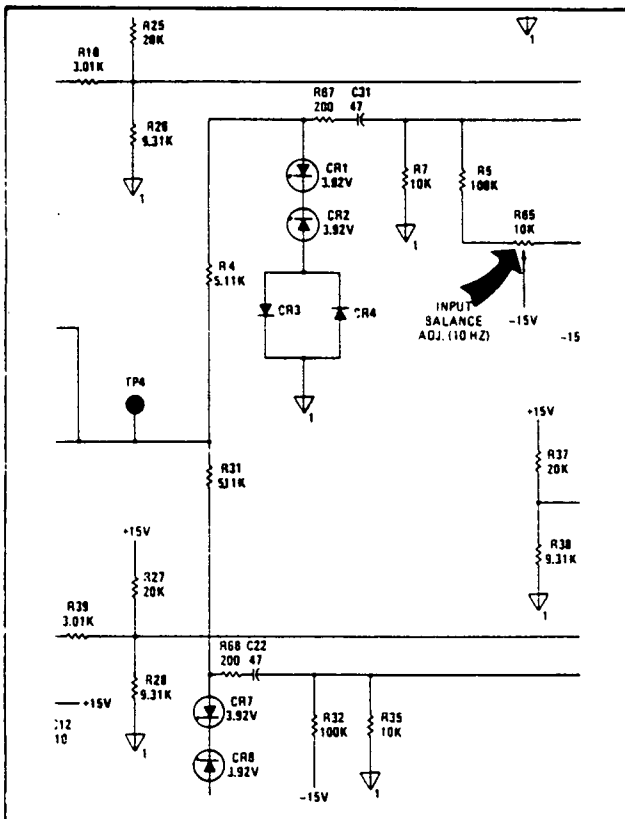 R25
20K
1
R18
3.01K
R26
9.31K
1
R67
200
C31
47
CR1
3.92V
CR2
3.92V
R7
10K
1
R5
100K
R65
10K
R4
5.11K
CR3
CR4
INPUT
BALANCE
ADJ. (10 HZ)
-15V
-15
1
TP4
+15V
R37
20K
R31
5.11K
R38
9.31K
1
+15V
R27
20K
R39
3.01K
R28
9.31K
1
+15V
C12
10
R68
200
C22
47
CR7
3.92V
CR8
3.92V
R32
100K
-15V
R35
10K
1